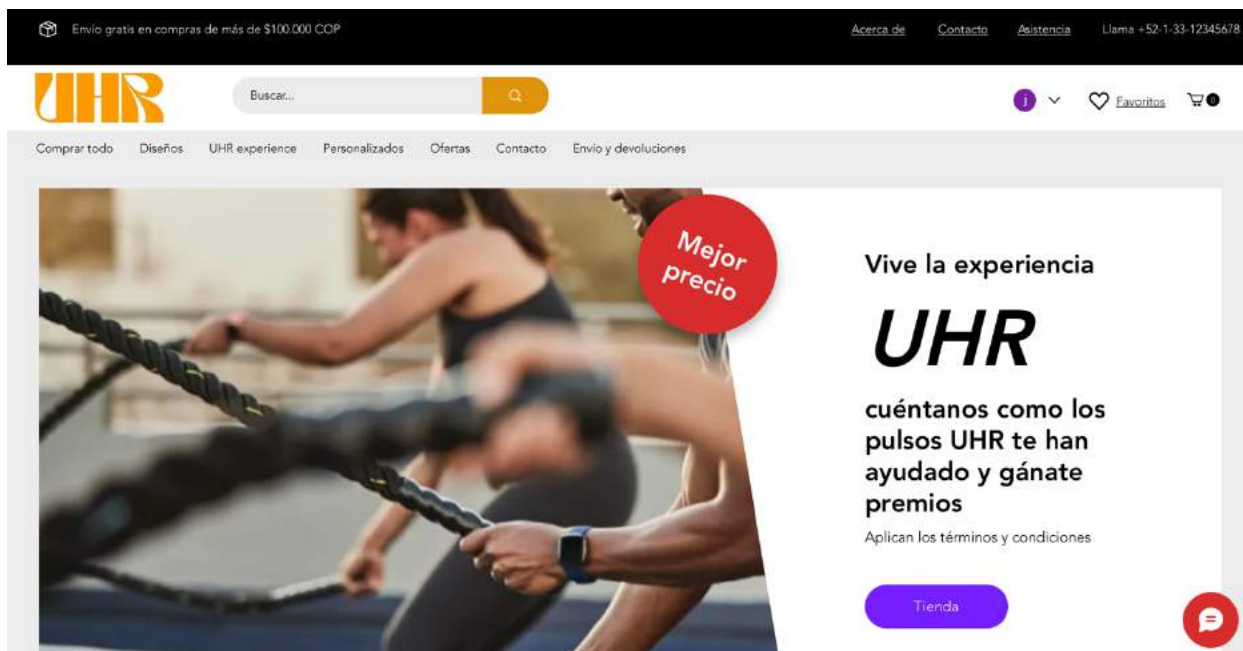 Envío gratis en compras de más de $100.000 COP
Acerca de
Contacto
Asistencia
Llama +52-1-33-12345678
UHR
Buscar...
j
Favoritos
0
Comprar todo
Diseños
UHR experience
Personalizados
Ofertas
Contacto
Envío y devoluciones
Mejor
precio
Vive la experiencia
UHR
cuéntanos como los
pulsos UHR te han
ayudado y gánate
premios
Aplican los términos y condiciones
Tienda